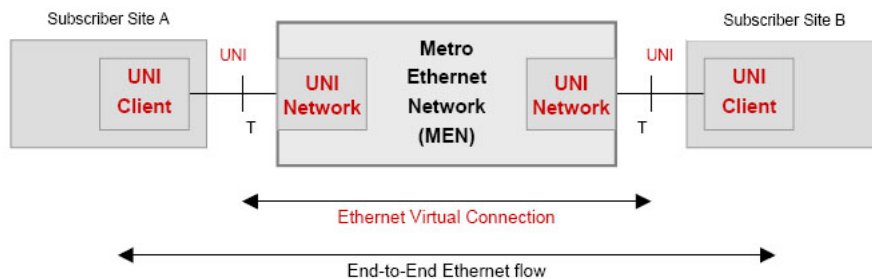 Subscriber Site A
Subscriber Site B
UNI
UNI
Metro
Ethernet
Network
(MEN)
UNI
Client
UNI
Network
UNI
Network
UNI
Client
T
T
Ethernet Virtual Connection
End-to-End Ethernet flow